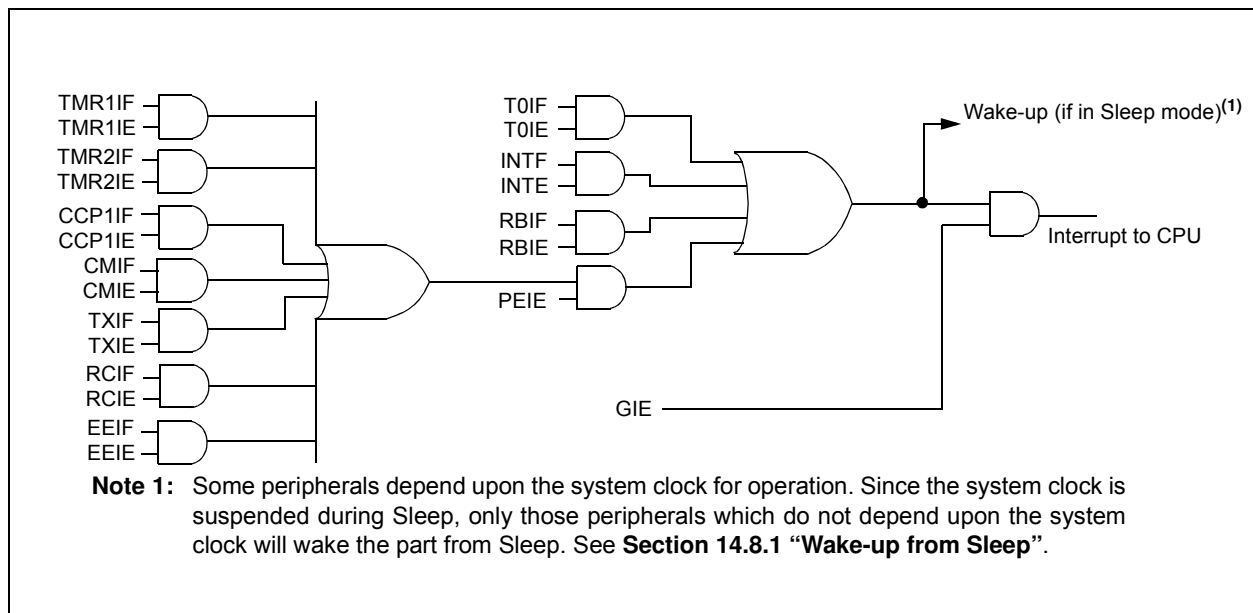 TMR1IF
TMR1IE
TMR2IF
TMR2IE
CCP1IF
CCP1IE
CMIF
CMIE
TXIF
TXIE
RCIF
RCIE
EEIF
EEIE
T0IF
T0IE
INTF
INTE
RBIF
RBIE
PEIE
GIE
Wake-up (if in Sleep mode)(1)
Interrupt to CPU
Note 1: Some peripherals depend upon the system clock for operation. Since the system clock is
suspended during Sleep, only those peripherals which do not depend upon the system
clock will wake the part from Sleep. See Section 14.8.1 “Wake-up from Sleep”.